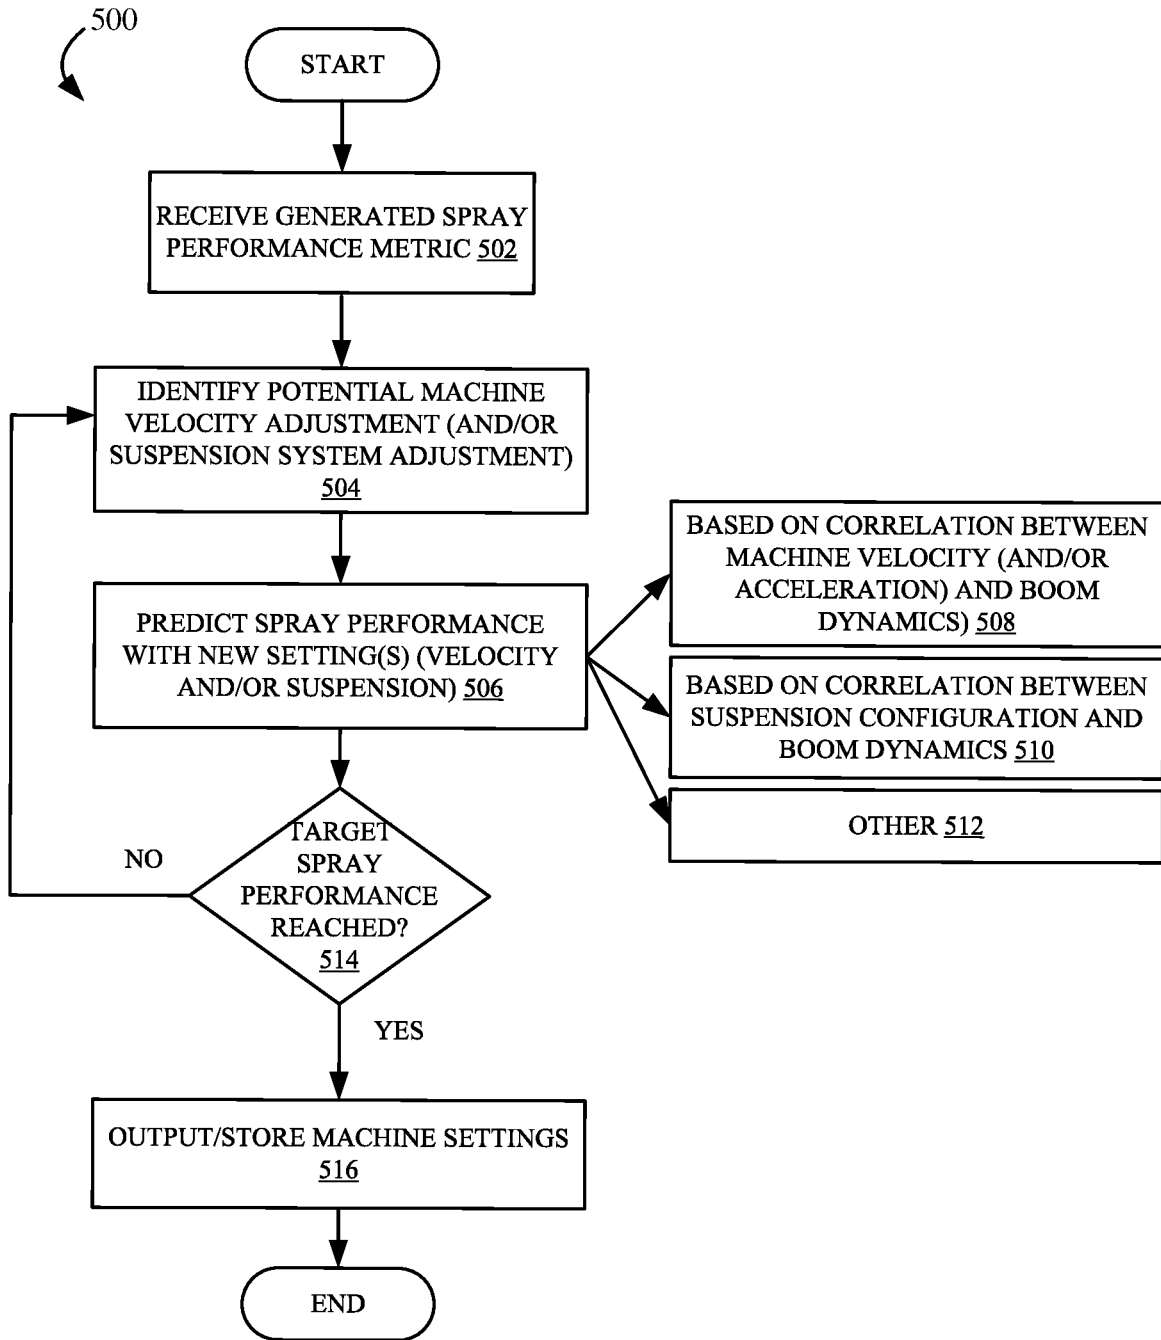 500
START
RECEIVE GENERATED SPRAY
PERFORMANCE METRIC 502
IDENTIFY POTENTIAL MACHINE
VELOCITY ADJUSTMENT (AND/OR
SUSPENSION SYSTEM ADJUSTMENT)
504
PREDICT SPRAY PERFORMANCE
WITH NEW SETTING(S) (VELOCITY
AND/OR SUSPENSION) 506
BASED ON CORRELATION BETWEEN
MACHINE VELOCITY (AND/OR
ACCELERATION) AND BOOM
DYNAMICS) 508
BASED ON CORRELATION BETWEEN
SUSPENSION CONFIGURATION AND
BOOM DYNAMICS 510
OTHER 512
TARGET
SPRAY
PERFORMANCE
REACHED?
514
NO
YES
OUTPUT/STORE MACHINE SETTINGS
516
END